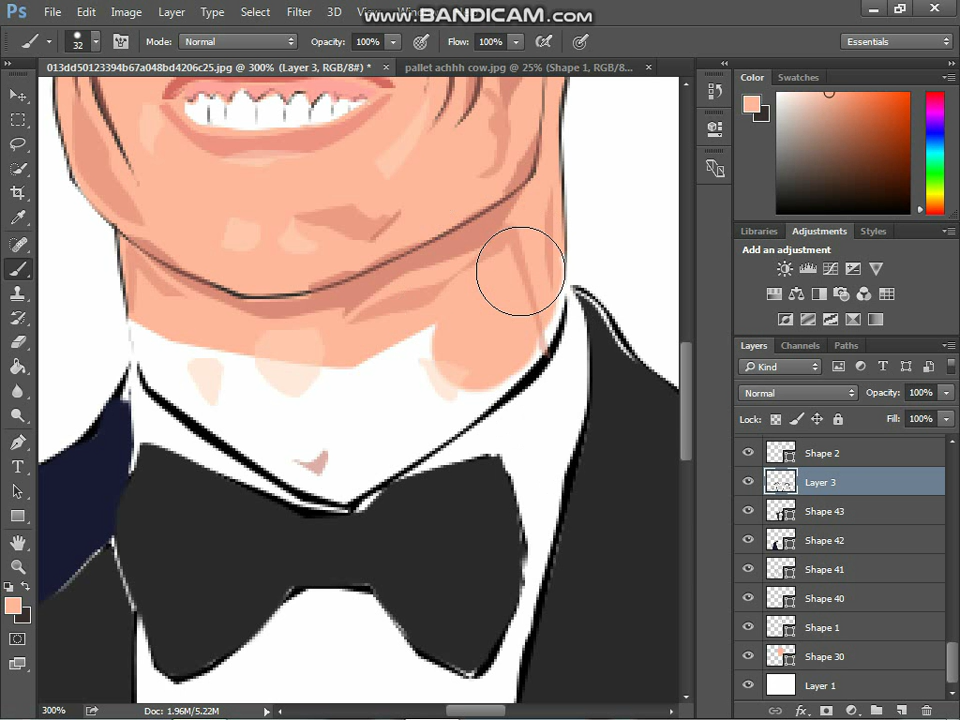 Ps File Edit Image Layer Type Select Filter 3D
www.BANDICAM.com
32 Mode: Normal Opacity: 100% Flow: 100% Essentials
013dd50123394b67a048bd4206c25.jpg @ 300% (Layer 3, RGB/8#) * × pallet achhh cow.jpg @ 25% (Shape 1, RGB/8... ×
Color Swatches
Libraries Adjustments Styles
Add an adjustment
Layers Channels Paths
Kind
Normal Opacity: 100%
Lock: Fill: 100%
Shape 2
Layer 3
Shape 43
Shape 42
Shape 41
Shape 40
Shape 1
Shape 30
Layer 1
300% Doc: 1.96M/5.22M